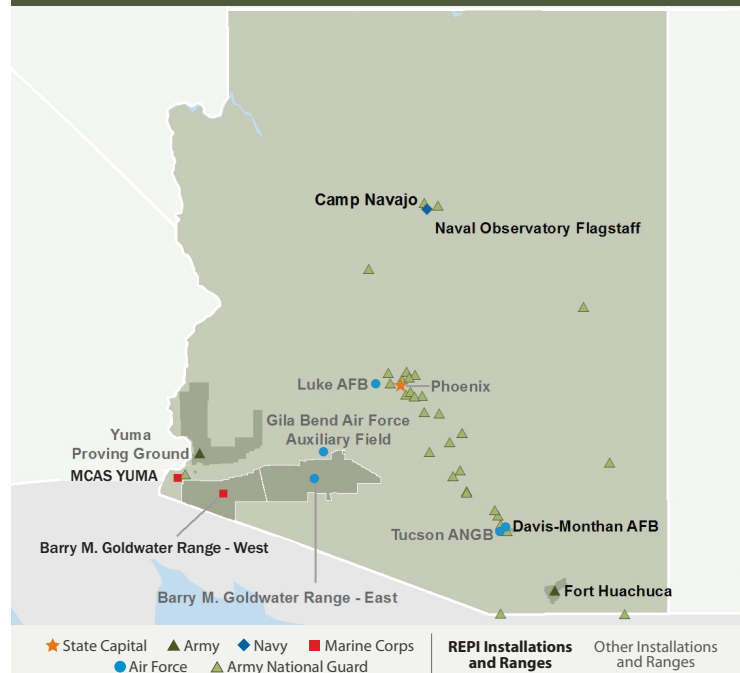 Camp Navajo
Naval Observatory Flagstaff
Luke AFB
Phoenix
Gila Bend Air Force
Auxiliary Field
Yuma
Proving Ground
MCAS YUMA
Barry M. Goldwater Range - West
Tucson ANGB
Davis-Monthan AFB
Barry M. Goldwater Range - East
Fort Huachuca
State Capital
Army
Navy
Marine Corps
Air Force
Army National Guard
REPI Installations
and Ranges
Other Installations
and Ranges